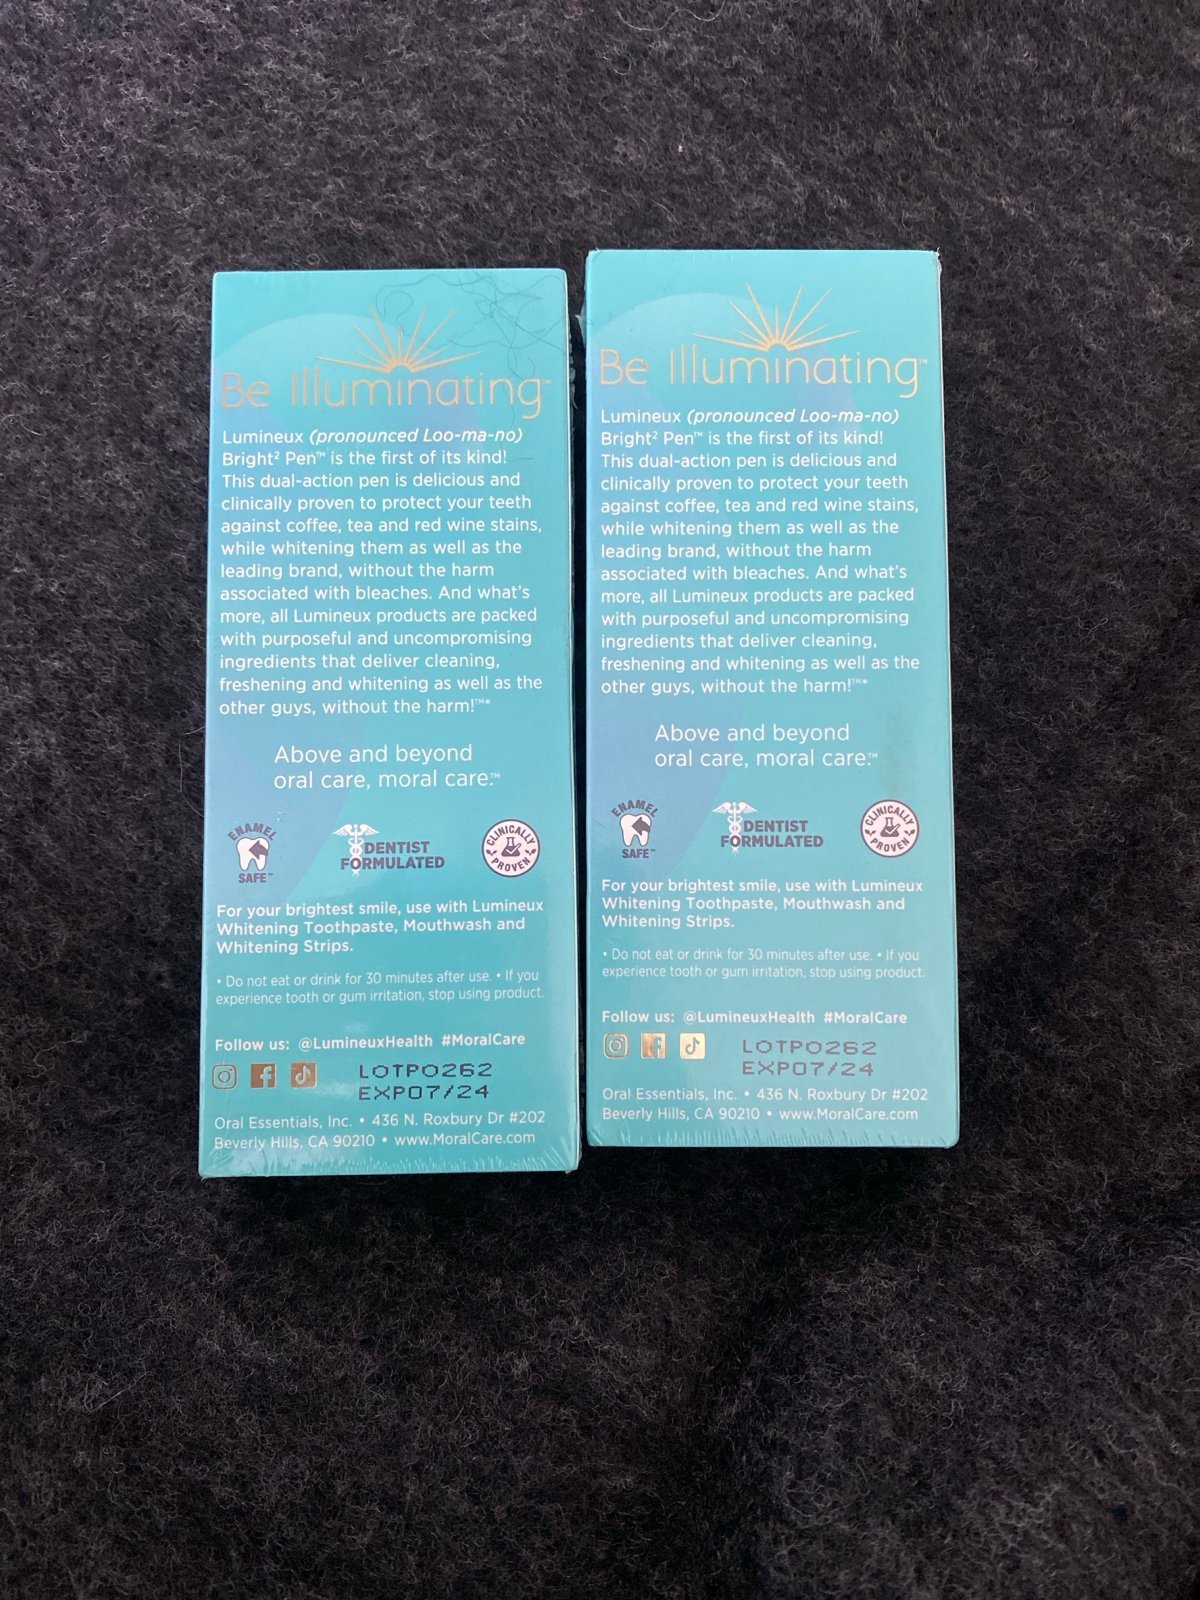 Be Illuminating™
Lumineux (pronounced Loo-ma-no)
Bright² Pen™ is the first of its kind!
This dual-action pen is delicious and
clinically proven to protect your teeth
against coffee, tea and red wine stains,
while whitening them as well as the
leading brand, without the harm
associated with bleaches. And what's
more, all Lumineux products are packed
with purposeful and uncompromising
ingredients that deliver cleaning,
freshening and whitening as well as the
other guys, without the harm!™*
Above and beyond
oral care, moral care.™
ENAMEL
SAFE™
DENTIST
FORMULATED
CLINICALLY
PROVEN
For your brightest smile, use with Lumineux
Whitening Toothpaste, Mouthwash and
Whitening Strips.
• Do not eat or drink for 30 minutes after use. • If you
experience tooth or gum irritation, stop using product.
Follow us: @LumineuxHealth #MoralCare
LOTP0262
EXP07/24
Oral Essentials, Inc. • 436 N. Roxbury Dr #202
Beverly Hills, CA 90210 • www.MoralCare.com
Be Illuminating™
Lumineux (pronounced Loo-ma-no)
Bright² Pen™ is the first of its kind!
This dual-action pen is delicious and
clinically proven to protect your teeth
against coffee, tea and red wine stains,
while whitening them as well as the
leading brand, without the harm
associated with bleaches. And what's
more, all Lumineux products are packed
with purposeful and uncompromising
ingredients that deliver cleaning,
freshening and whitening as well as the
other guys, without the harm!™*
Above and beyond
oral care, moral care.™
ENAMEL
SAFE™
DENTIST
FORMULATED
CLINICALLY
PROVEN
For your brightest smile, use with Lumineux
Whitening Toothpaste, Mouthwash and
Whitening Strips.
• Do not eat or drink for 30 minutes after use. • If you
experience tooth or gum irritation, stop using product.
Follow us: @LumineuxHealth #MoralCare
LOTP0262
EXP07/24
Oral Essentials, Inc. • 436 N. Roxbury Dr #202
Beverly Hills, CA 90210 • www.MoralCare.com